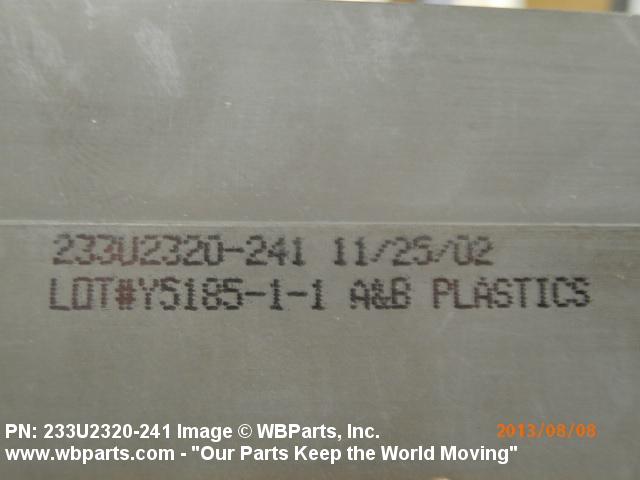 233U2320-241 11/25/02
LOT#Y5185-1-1 A&B PLASTICS
PN: 233U2320-241 Image © WBParts, Inc.
2013/08/08
www.wbparts.com - "Our Parts Keep the World Moving"